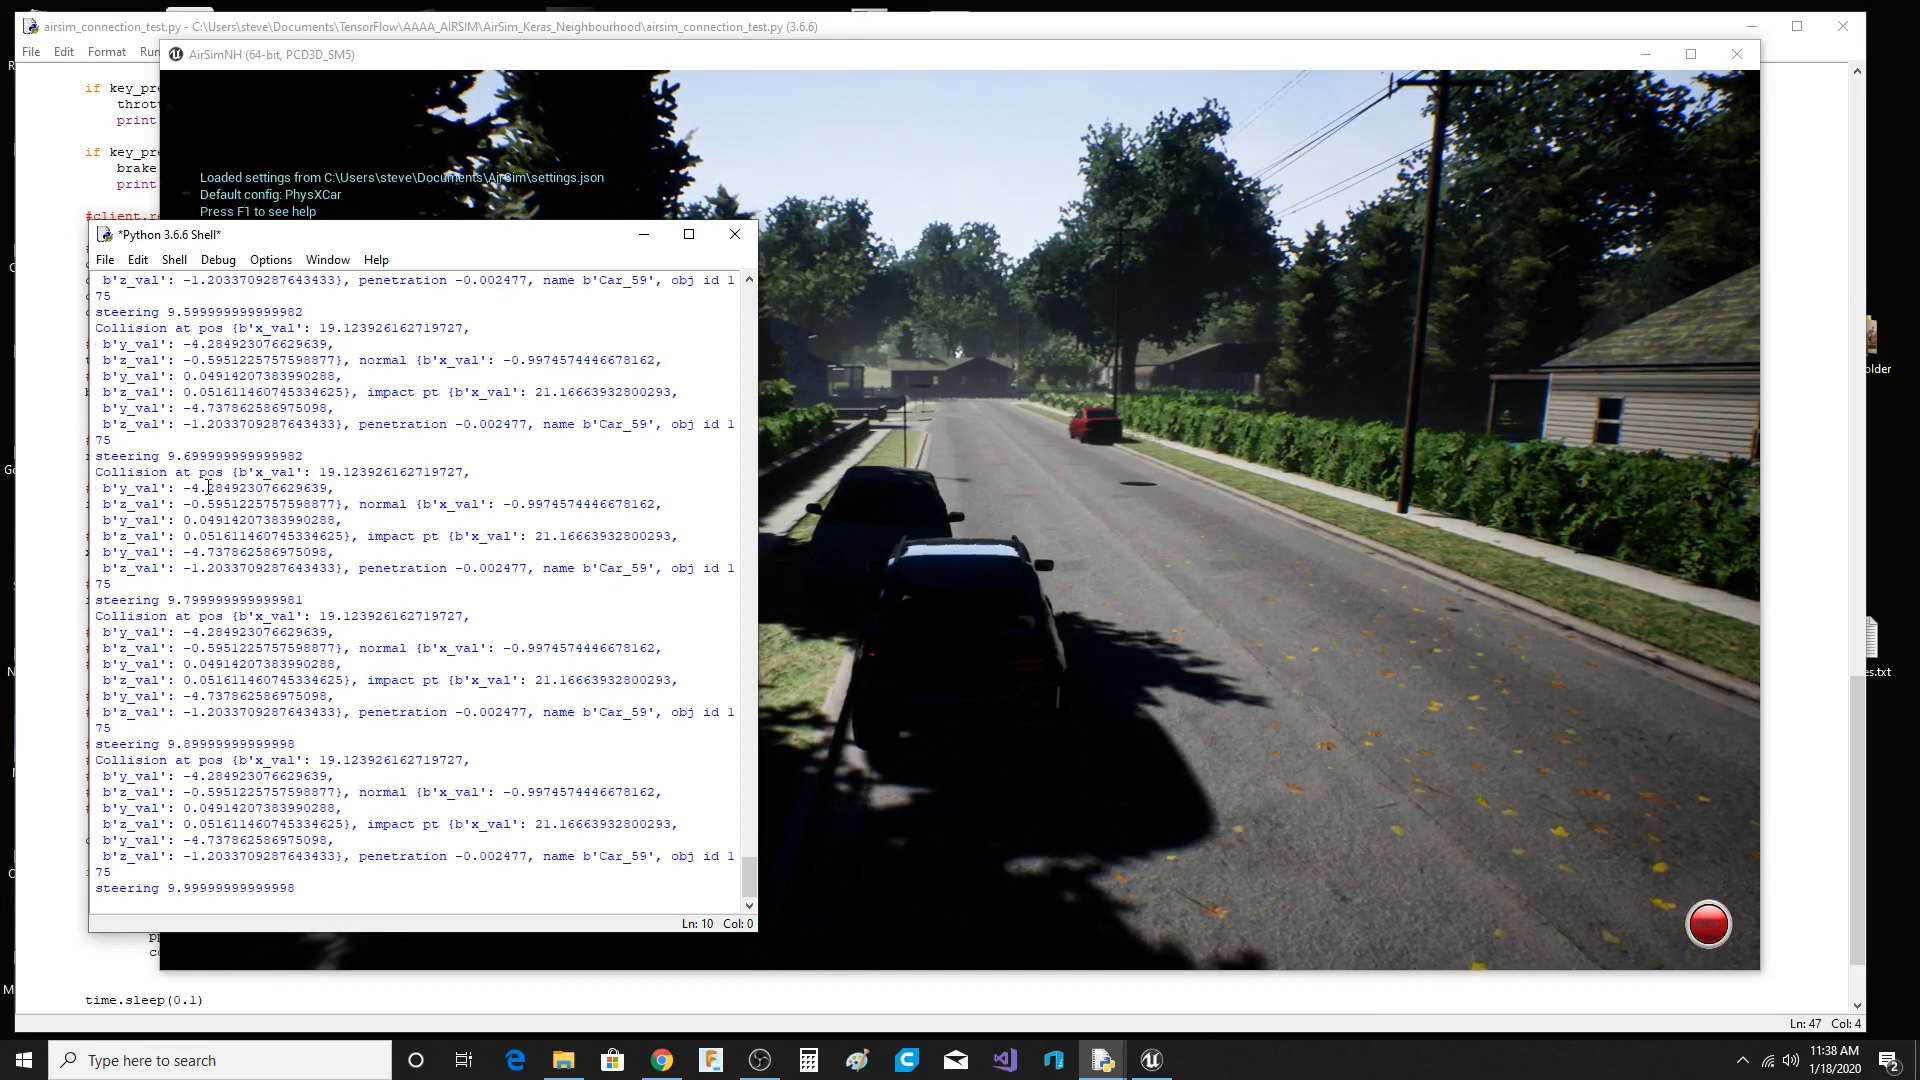 airsim_connection_test.py - C:\Users\steve\Documents\TensorFlow\AAAA_AIRSIM\AirSim_Keras_Neighbourhood\airsim_connection_test.py (3.6.6)
File Edit Format Run
AirSimNH (64-bit, PCD3D_SM5)
if key_pre
thrott
print
if key_pre
brake
print
#client.re
Loaded settings from C:\Users\steve\Documents\AirSim\settings.json
Default config: PhysXCar
Press F1 to see help
*Python 3.6.6 Shell*
File Edit Shell Debug Options Window Help
b'z_val': -1.2033709287643433}, penetration -0.002477, name b'Car_59', obj id 1
75
steering 9.599999999999982
Collision at pos {b'x_val': 19.123926162719727,
b'y_val': -4.284923076629639,
b'z_val': -0.5951225757598877}, normal {b'x_val': -0.9974574446678162,
b'y_val': 0.04914207383990288,
b'z_val': 0.051611460745334625}, impact pt {b'x_val': 21.16663932800293,
b'y_val': -4.737862586975098,
b'z_val': -1.2033709287643433}, penetration -0.002477, name b'Car_59', obj id 1
75
steering 9.699999999999982
Collision at pos {b'x_val': 19.123926162719727,
b'y_val': -4.284923076629639,
b'z_val': -0.5951225757598877}, normal {b'x_val': -0.9974574446678162,
b'y_val': 0.04914207383990288,
b'z_val': 0.051611460745334625}, impact pt {b'x_val': 21.16663932800293,
b'y_val': -4.737862586975098,
b'z_val': -1.2033709287643433}, penetration -0.002477, name b'Car_59', obj id 1
75
steering 9.799999999999981
Collision at pos {b'x_val': 19.123926162719727,
b'y_val': -4.284923076629639,
b'z_val': -0.5951225757598877}, normal {b'x_val': -0.9974574446678162,
b'y_val': 0.04914207383990288,
b'z_val': 0.051611460745334625}, impact pt {b'x_val': 21.16663932800293,
b'y_val': -4.737862586975098,
b'z_val': -1.2033709287643433}, penetration -0.002477, name b'Car_59', obj id 1
75
steering 9.89999999999998
Collision at pos {b'x_val': 19.123926162719727,
b'y_val': -4.284923076629639,
b'z_val': -0.5951225757598877}, normal {b'x_val': -0.9974574446678162,
b'y_val': 0.04914207383990288,
b'z_val': 0.051611460745334625}, impact pt {b'x_val': 21.16663932800293,
b'y_val': -4.737862586975098,
b'z_val': -1.2033709287643433}, penetration -0.002477, name b'Car_59', obj id 1
75
steering 9.99999999999998
Ln: 10 Col: 0
older
es.txt
time.sleep(0.1)
Ln: 47 Col: 4
Type here to search
11:38 AM
1/18/2020
2